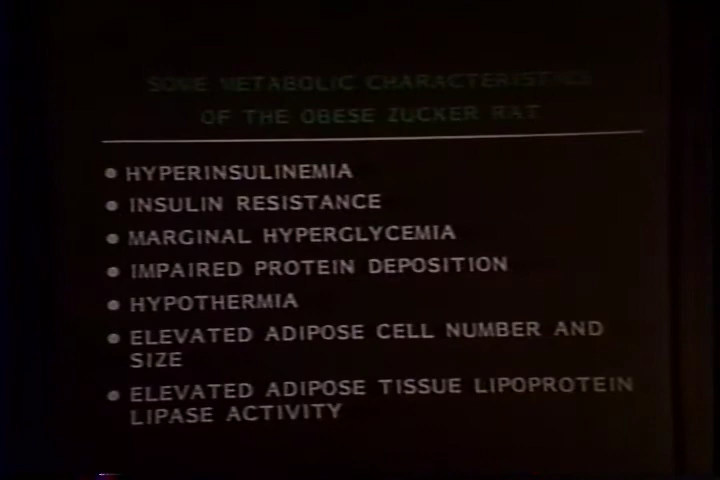 SOME METABOLIC CHARACTERISTICS
OF THE OBESE ZUCKER RAT
• HYPERINSULINEMIA
• INSULIN RESISTANCE
• MARGINAL HYPERGLYCEMIA
• IMPAIRED PROTEIN DEPOSITION
• HYPOTHERMIA
• ELEVATED ADIPOSE CELL NUMBER AND
SIZE
• ELEVATED ADIPOSE TISSUE LIPOPROTEIN
LIPASE ACTIVITY